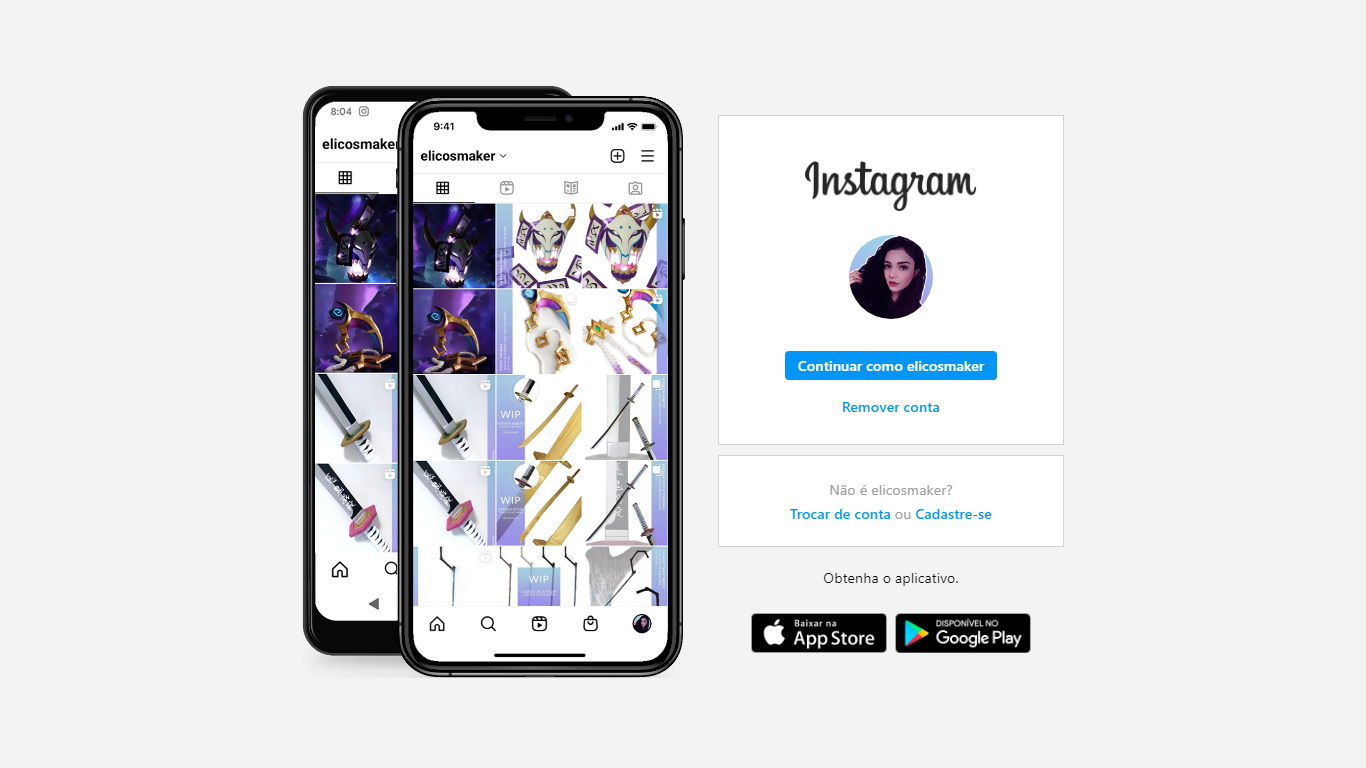 8:04
elicosmaker
9:41
elicosmaker
WIP
WIP
WIP
Instagram
Continuar como elicosmaker
Remover conta
Não é elicosmaker?
Trocar de conta ou Cadastre-se
Obtenha o aplicativo.
Baixar na
App Store
DISPONÍVEL NO
Google Play